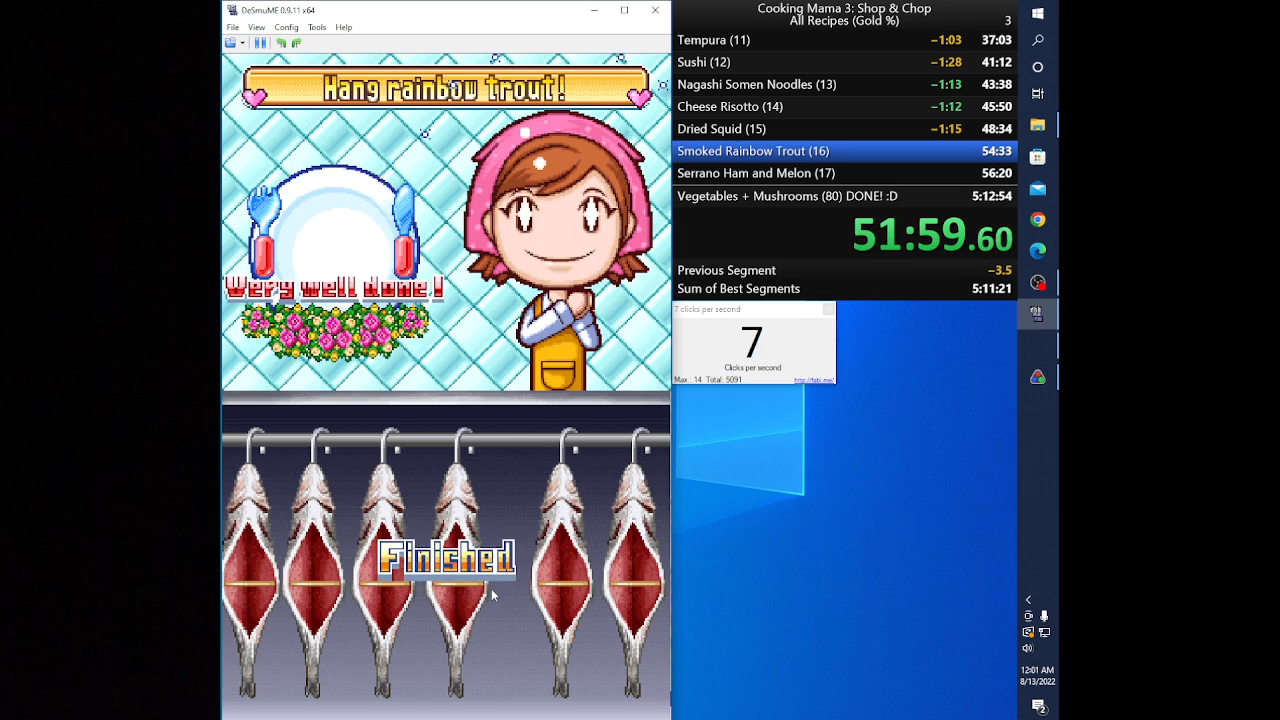 DeSmuME 0.9.11 x64
File View Config Tools Help
Hang rainbow trout!
Very well done!
Finished
Cooking Mama 3: Shop & Chop
All Recipes (Gold %) 3
Tempura (11) −1:03 37:03
Sushi (12) −1:28 41:12
Nagashi Somen Noodles (13) −1:13 43:38
Cheese Risotto (14) −1:12 45:50
Dried Squid (15) −1:15 48:34
Smoked Rainbow Trout (16) 54:33
Serrano Ham and Melon (17) 56:20
Vegetables + Mushrooms (80) DONE! :D 5:12:54
51:59.60
Previous Segment −3.5
Sum of Best Segments 5:11:21
7 clicks per second
7
Clicks per second
Max.: 14 Total: 5091 http://fabi.me/
12:01 AM
8/13/2022
2